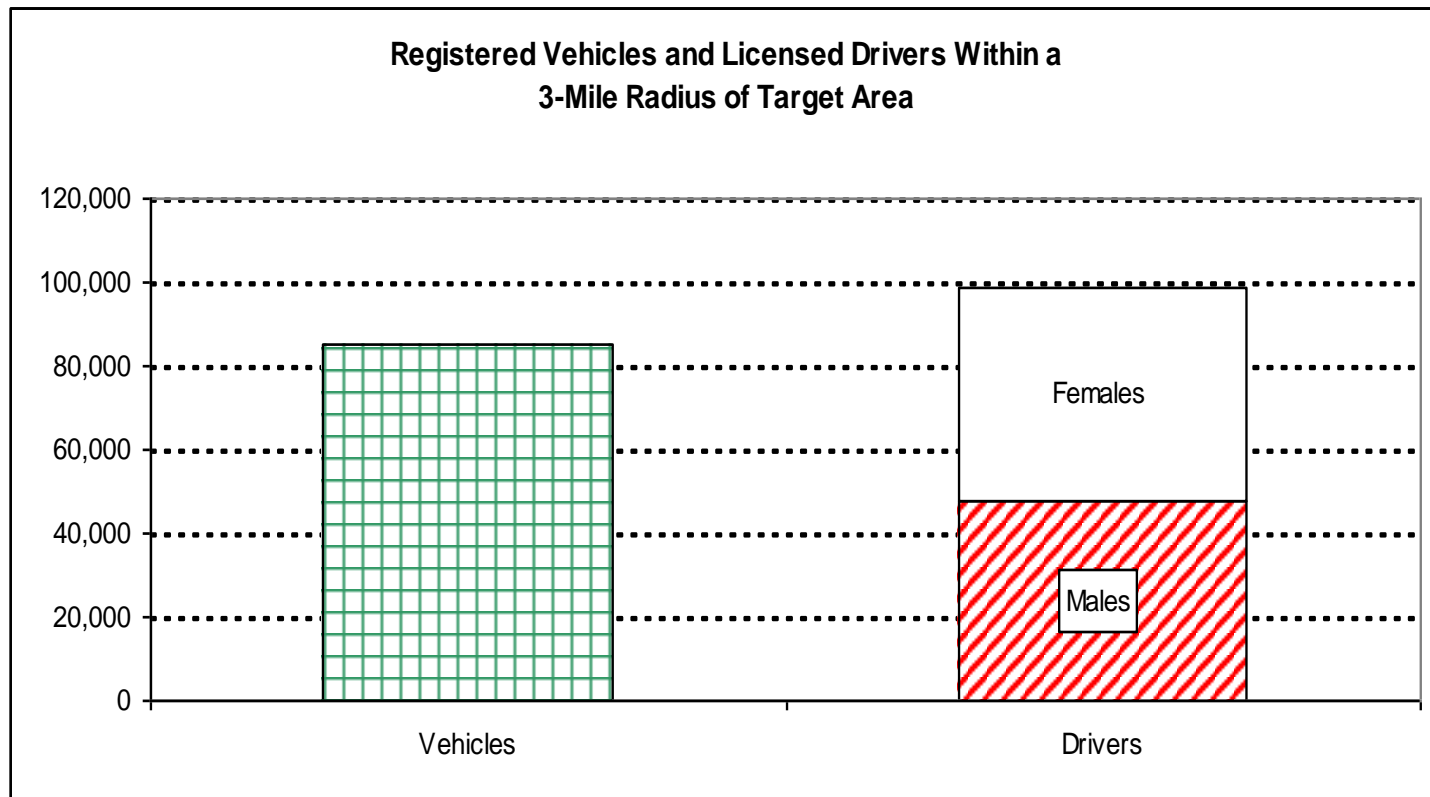 Registered Vehicles and Licensed Drivers Within a
3-Mile Radius of Target Area
120,000
100,000
80,000
60,000
40,000
20,000
0
Females
Males
Vehicles
Drivers